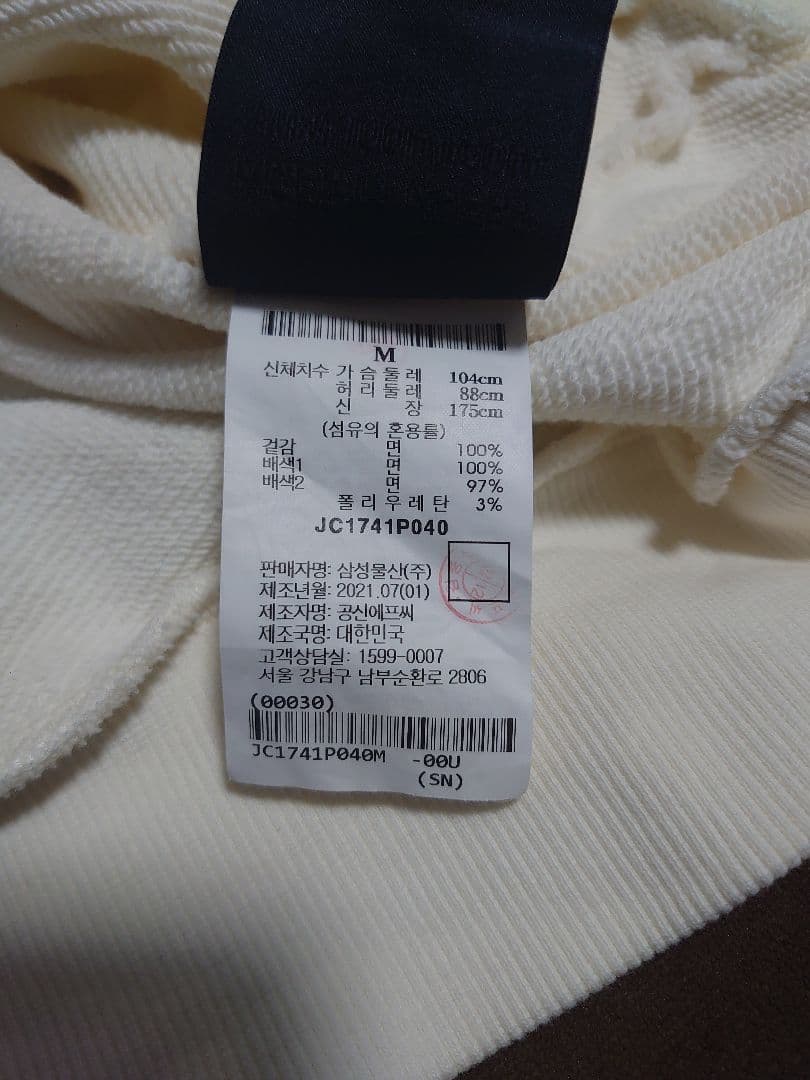 M
신체치수 가 슴 둘 레 104cm
허 리 둘 레 88cm
신 장 175cm
(섬유의 혼용률)
겉감 면 100%
배색1 면 100%
배색2 면 97%
폴 리 우 레 탄 3%
JC1741P040
판매자명: 삼성물산(주)
제조년월: 2021.07(01)
제조자명: 공신에프씨
제조국명: 대한민국
고객상담실: 1599-0007
서울 강남구 남부순환로 2806
(00030)
JC1741P040M -00U
(SN)